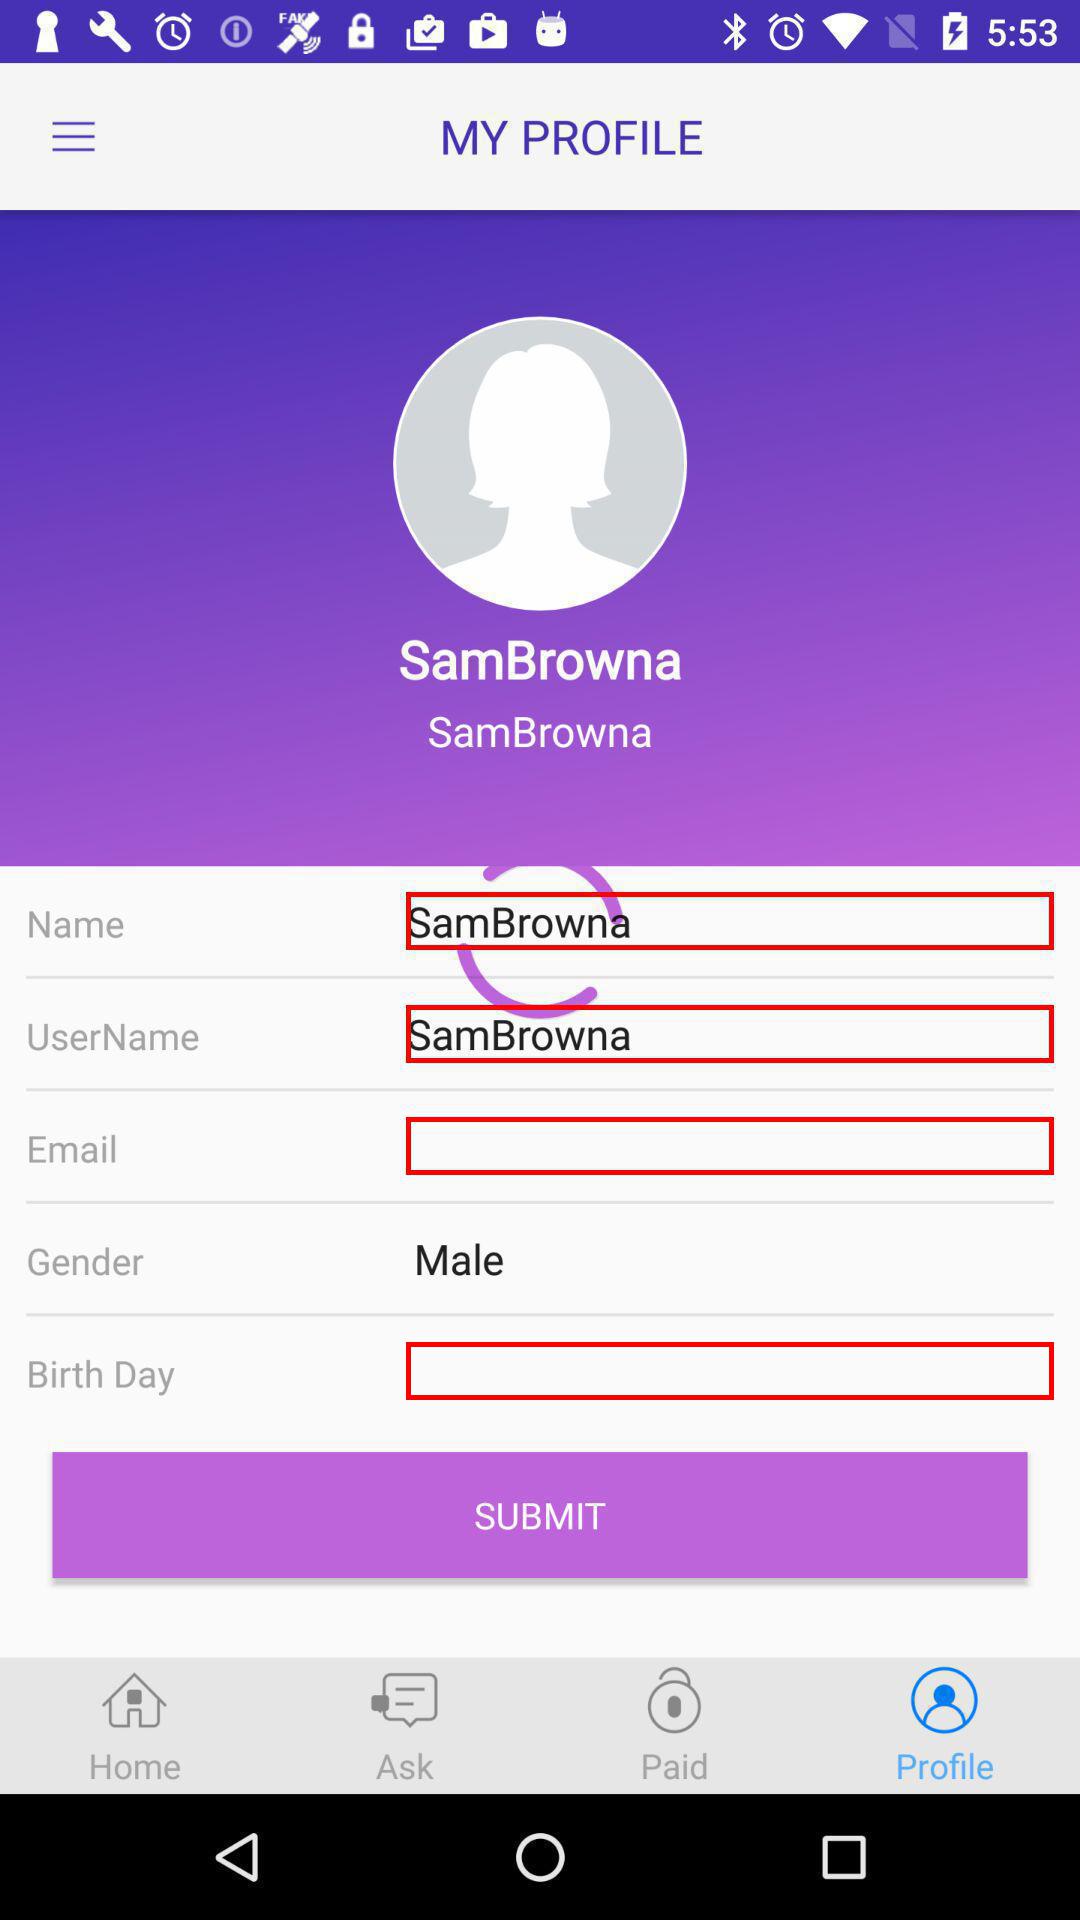 FAKE
5:53
MY PROFILE
SamBrowna
SamBrowna
Name SamBrowna
UserName SamBrowna
Email
Gender Male
Birth Day
SUBMIT
Home Ask Paid Profile